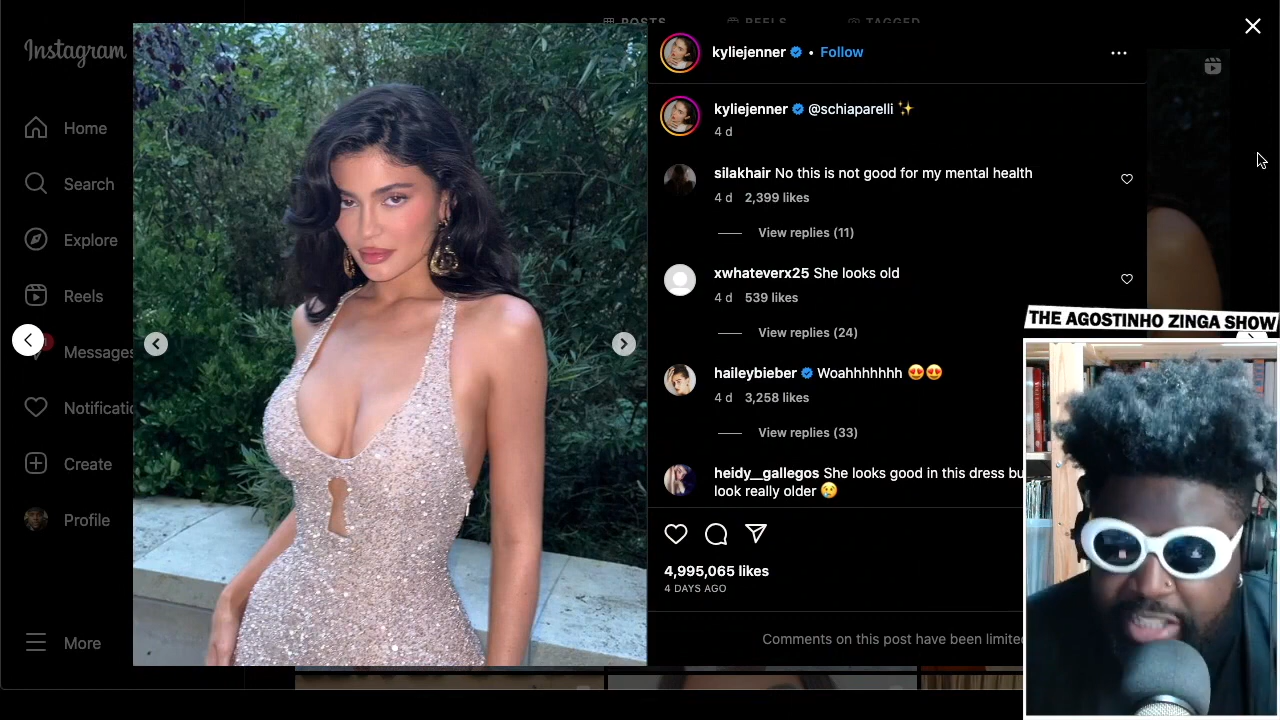 POSTS
REELS
TAGGED
Instagram
Home
Search
Explore
Reels
Messages
Notificatio
Create
Profile
More
kyliejenner • Follow
kyliejenner @schiaparelli ✨
4 d
silakhair No this is not good for my mental health
4 d 2,399 likes
View replies (11)
xwhateverx25 She looks old
4 d 539 likes
View replies (24)
haileybieber Woahhhhhhh 😍😍
4 d 3,258 likes
View replies (33)
heidy__gallegos She looks good in this dress bu
look really older 😢
4,995,065 likes
4 DAYS AGO
Comments on this post have been limite
THE AGOSTINHO ZINGA SHOW